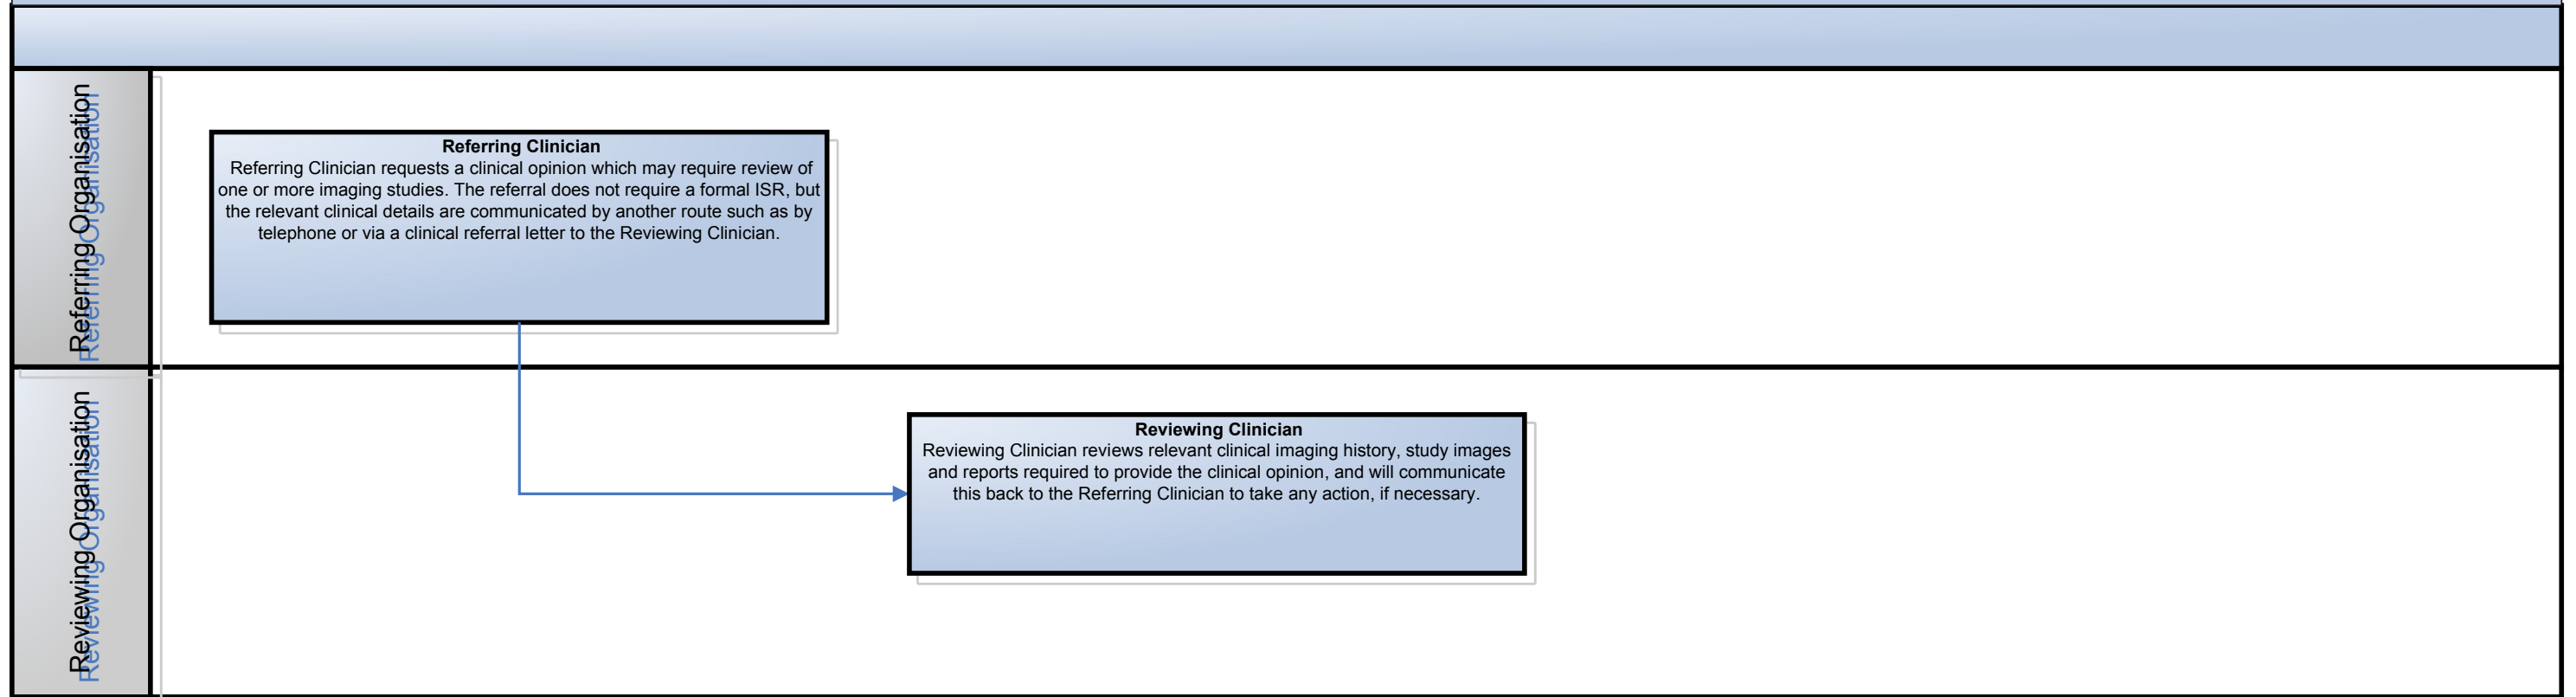 Referring Organisation
Referring Clinician
Referring Clinician requests a clinical opinion which may require review of
one or more imaging studies. The referral does not require a formal ISR, but
the relevant clinical details are communicated by another route such as by
telephone or via a clinical referral letter to the Reviewing Clinician.
Reviewing Organisation
Reviewing Clinician
Reviewing Clinician reviews relevant clinical imaging history, study images
and reports required to provide the clinical opinion, and will communicate
this back to the Referring Clinician to take any action, if necessary.